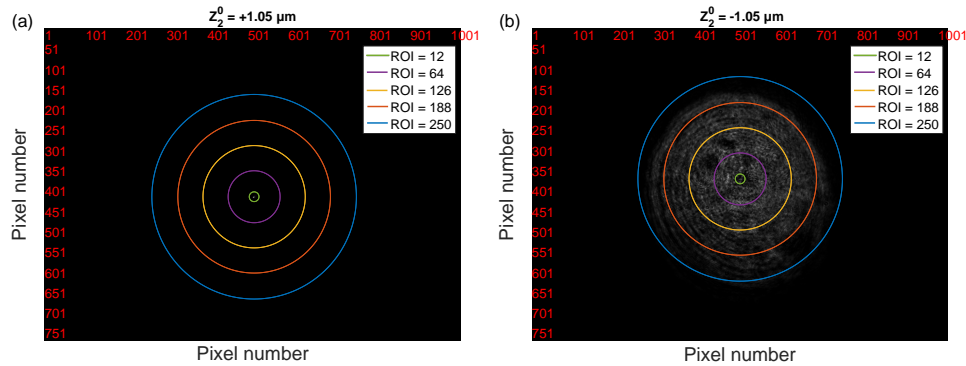 (a)
Z₂⁰ = +1.05 µm
1 101 201 301 401 501 601 701 801 901 1001
51
101
151
201
251
301
351
401
451
501
551
601
651
701
751
ROI = 12
ROI = 64
ROI = 126
ROI = 188
ROI = 250
Pixel number
Pixel number
(b)
Z₂⁰ = -1.05 µm
1 101 201 301 401 501 601 701 801 901 1001
51
101
151
201
251
301
351
401
451
501
551
601
651
701
751
ROI = 12
ROI = 64
ROI = 126
ROI = 188
ROI = 250
Pixel number
Pixel number